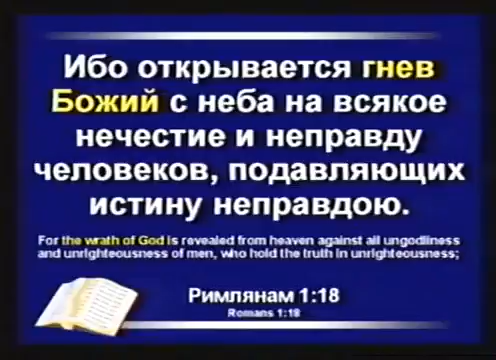 Ибо открывается гнев
Божий с неба на всякое
нечестие и неправду
человеков, подавляющих
истину неправдою.
For the wrath of God is revealed from heaven against all ungodliness
and unrighteousness of men, who hold the truth in unrighteousness;
Римлянам 1:18
Romans 1:18